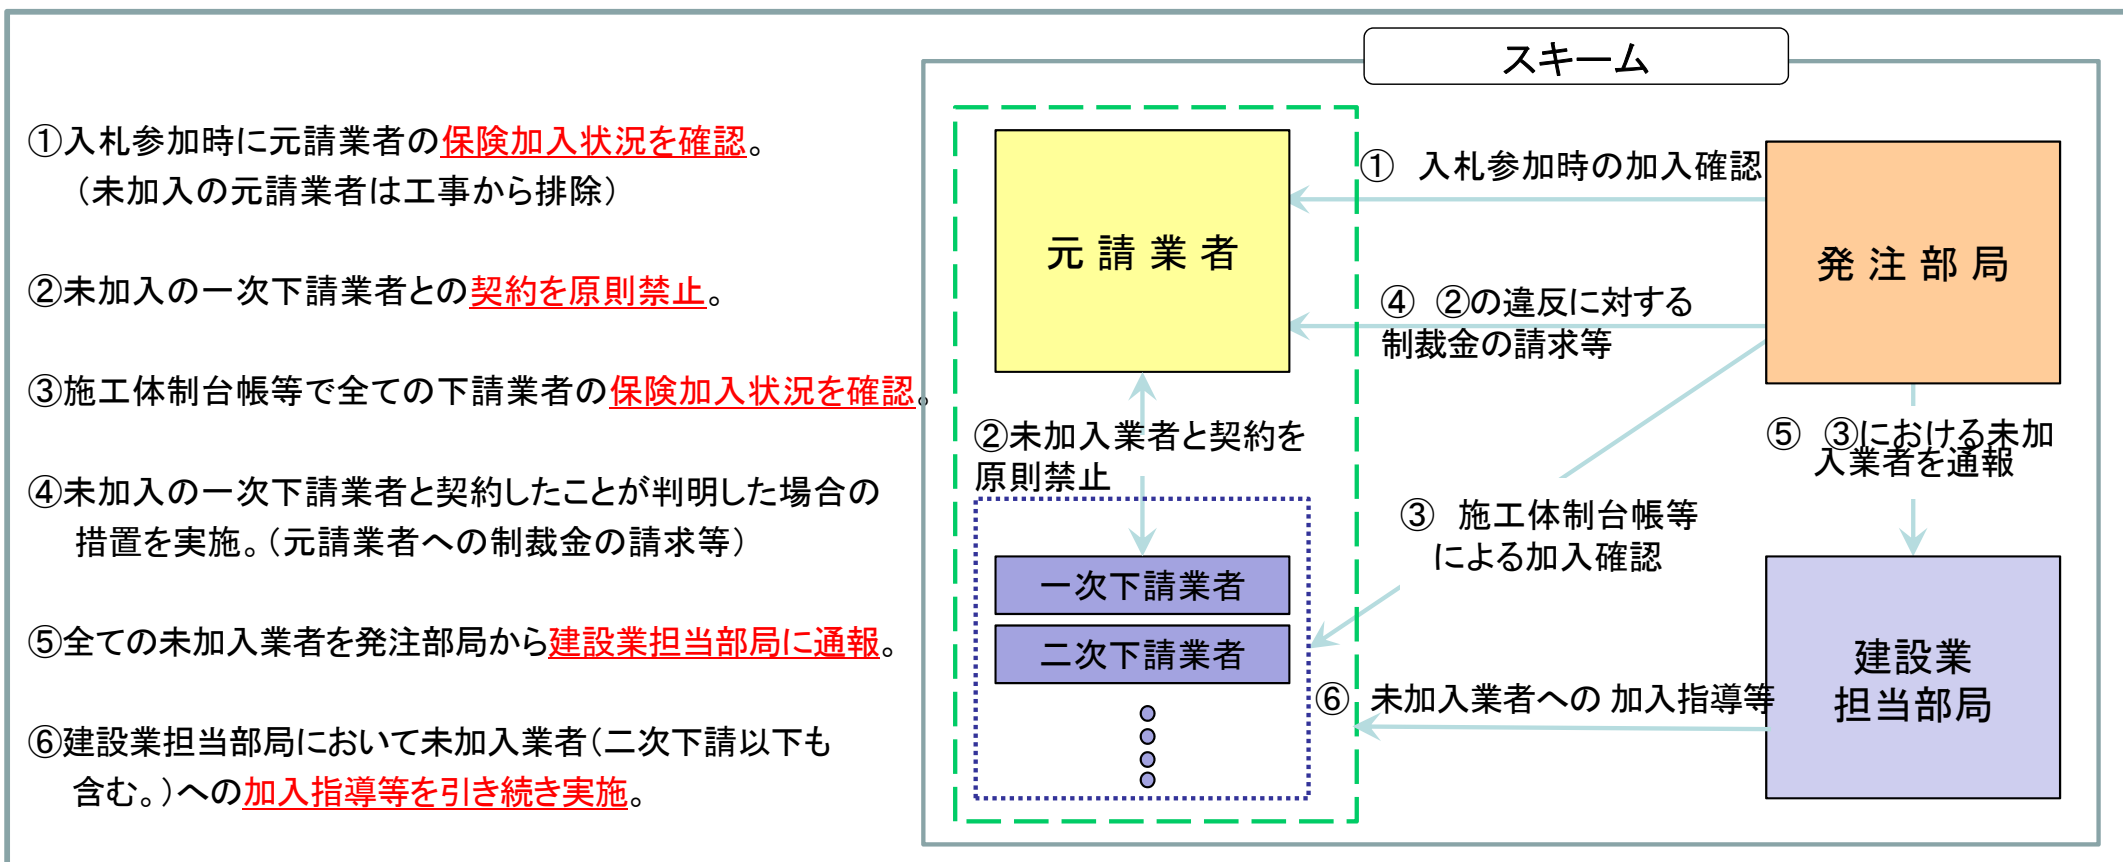 ①入札参加時に元請業者の保険加入状況を確認。
（未加入の元請業者は工事から排除）
②未加入の一次下請業者との契約を原則禁止。
③施工体制台帳等で全ての下請業者の保険加入状況を確認。
④未加入の一次下請業者と契約したことが判明した場合の
措置を実施。（元請業者への制裁金の請求等）
⑤全ての未加入業者を発注部局から建設業担当部局に通報。
⑥建設業担当部局において未加入業者（二次下請以下も
含む。）への加入指導等を引き続き実施。
スキーム
元請業者
① 入札参加時の加入確認
発注部局
④ ②の違反に対する
制裁金の請求等
②未加入業者と契約を
原則禁止
⑤ ③における未加
入業者を通報
③ 施工体制台帳等
による加入確認
一次下請業者
二次下請業者
⑥ 未加入業者への 加入指導等
建設業
担当部局